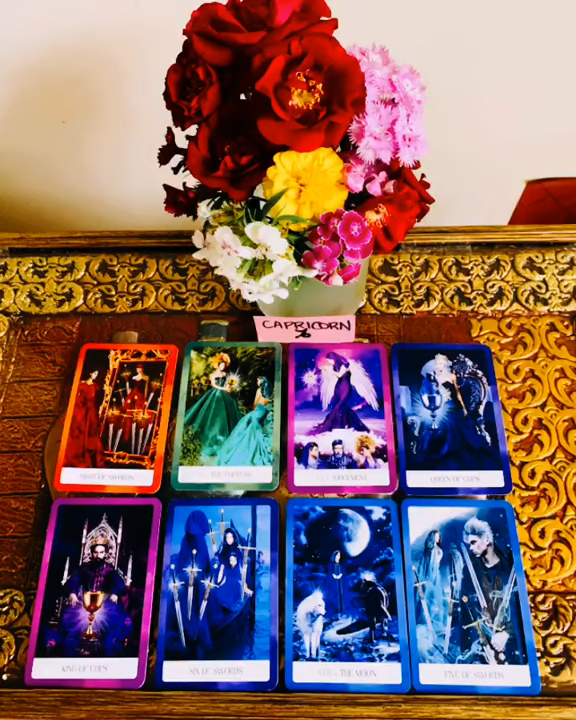 CAPRICORN
♑
EIGHT OF SWORDS
THE EMPRESS
JUDGEMENT
QUEEN OF CUPS
KING OF CUPS
SIX OF SWORDS
THE MOON
FIVE OF SWORDS